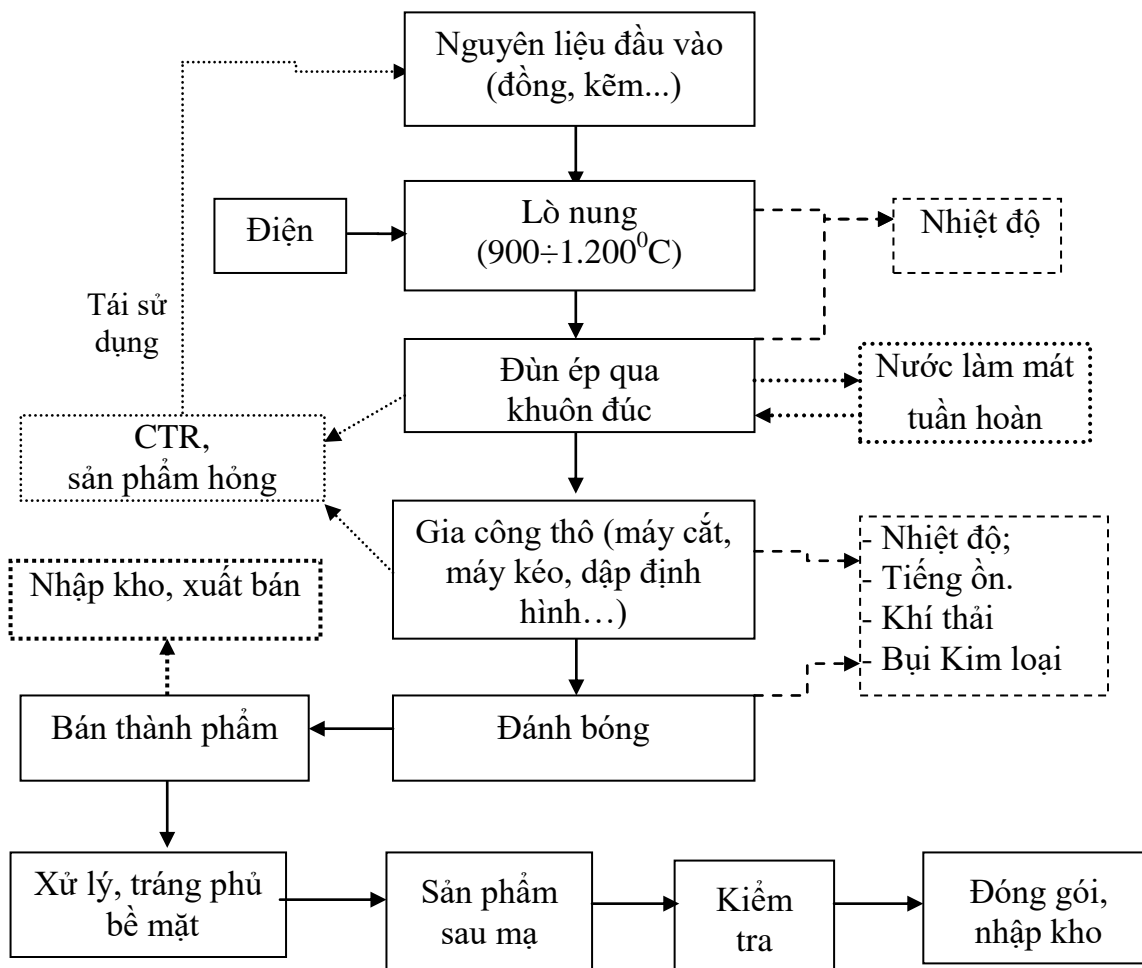 Nguyên liệu đầu vào
(đồng, kẽm...)
Điện
Lò nung
(900÷1.200⁰C)
Nhiệt độ
Tái sử
dụng
Đùn ép qua
khuôn đúc
Nước làm mát
tuần hoàn
CTR,
sản phẩm hỏng
Gia công thô (máy cắt,
máy kéo, dập định
hình…)
- Nhiệt độ;
- Tiếng ồn.
- Khí thải
- Bụi Kim loại
Nhập kho, xuất bán
Bán thành phẩm
Đánh bóng
Xử lý, tráng phủ
bề mặt
Sản phẩm
sau mạ
Kiểm
tra
Đóng gói,
nhập kho